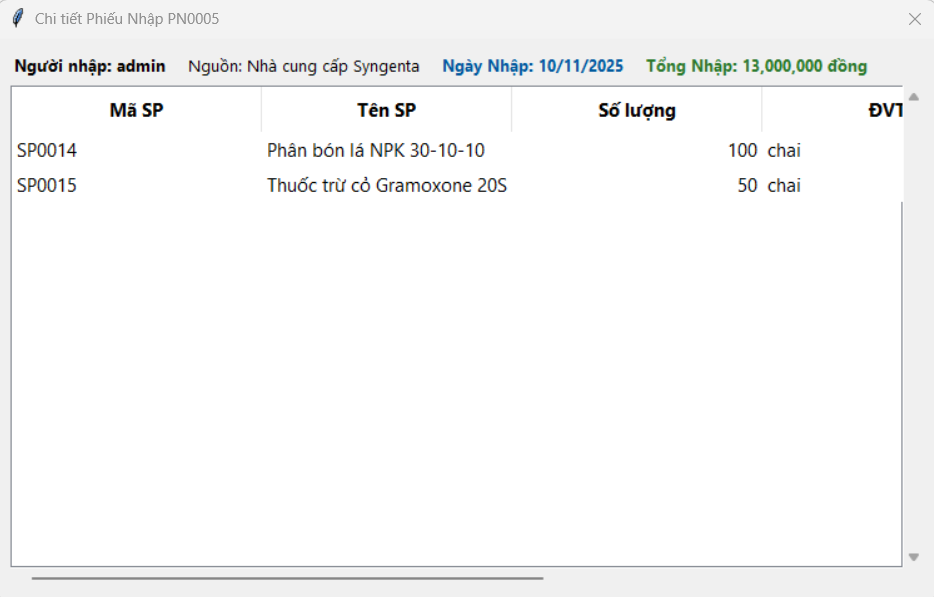 Chi tiết Phiếu Nhập PN0005
Người nhập: admin Nguồn: Nhà cung cấp Syngenta Ngày Nhập: 10/11/2025 Tổng Nhập: 13,000,000 đồng
Mã SP Tên SP Số lượng ĐVT
SP0014 Phân bón lá NPK 30-10-10 100 chai
SP0015 Thuốc trừ cỏ Gramoxone 20S 50 chai